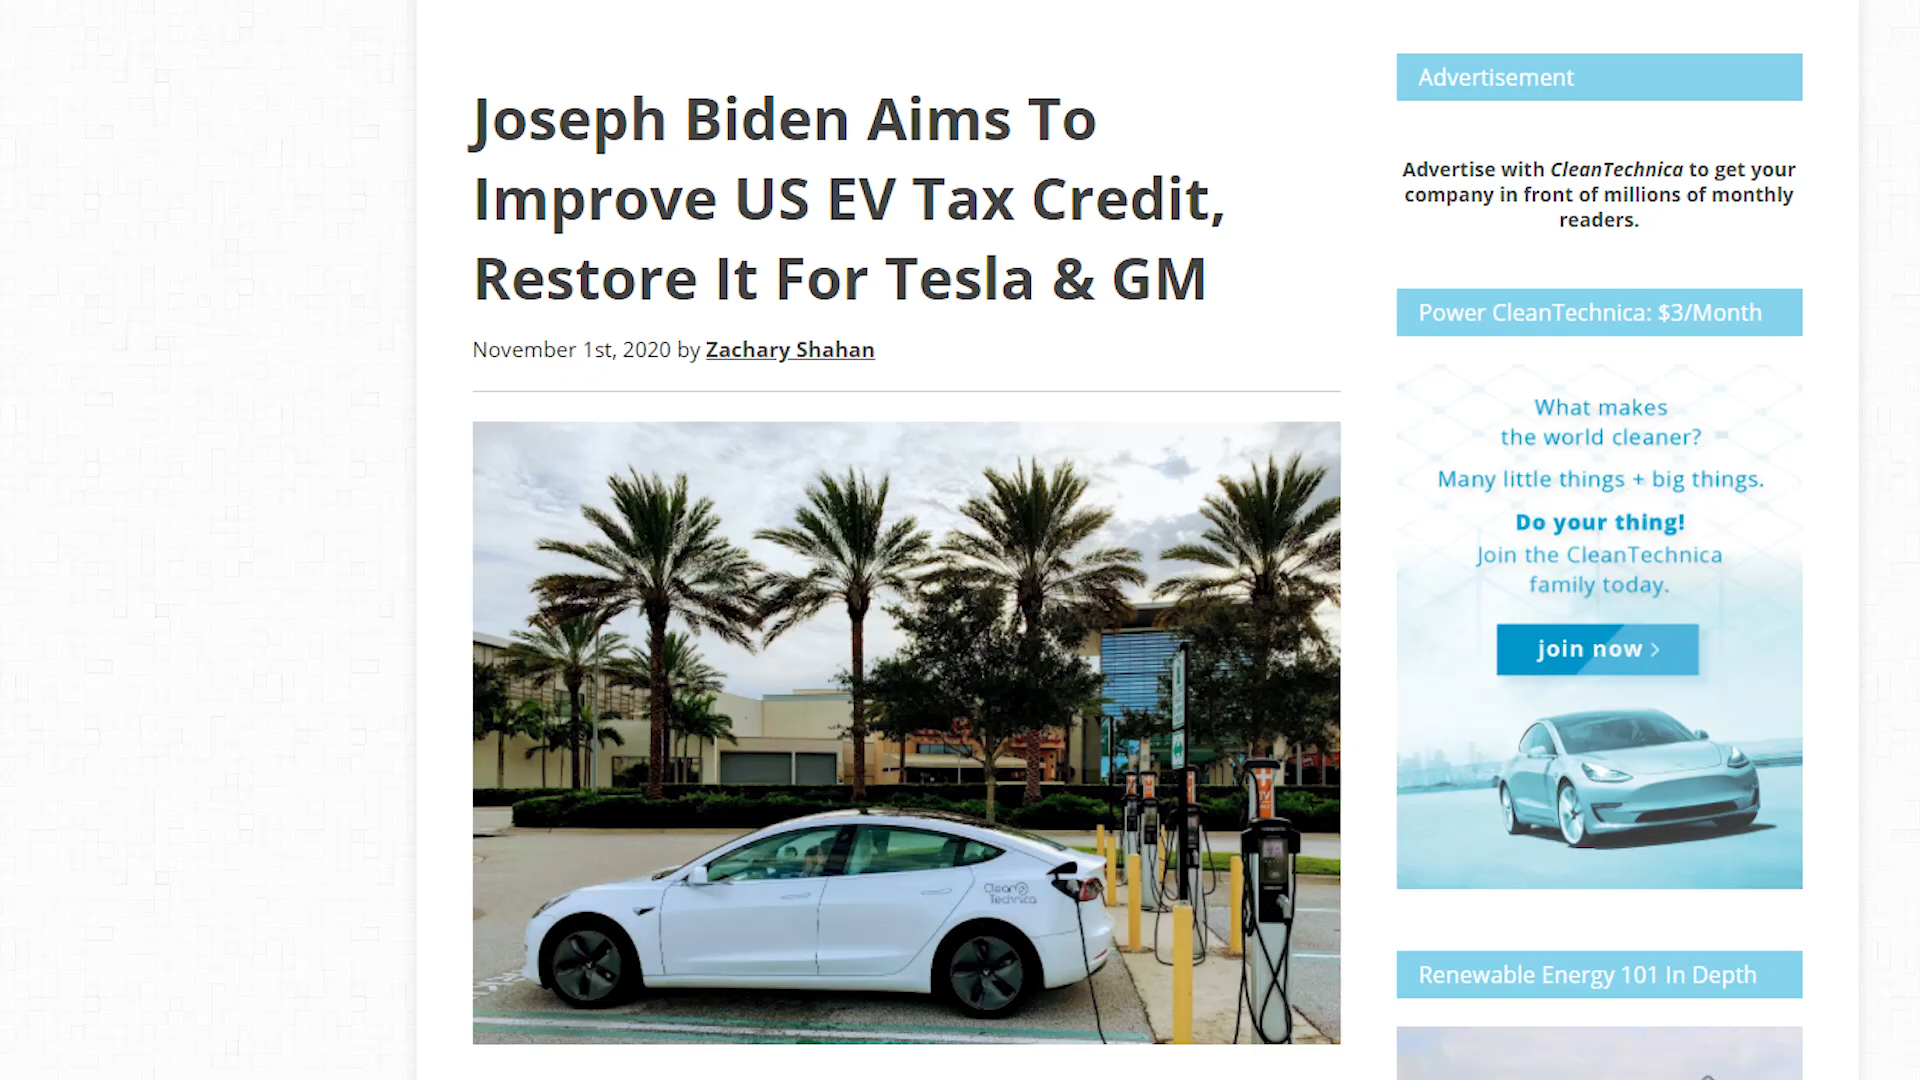 Joseph Biden Aims To
Improve US EV Tax Credit,
Restore It For Tesla & GM
November 1st, 2020 by Zachary Shahan
Clean
Technica
Advertisement
Advertise with CleanTechnica to get your
company in front of millions of monthly
readers.
Power CleanTechnica: $3/Month
What makes
the world cleaner?
Many little things + big things.
Do your thing!
Join the CleanTechnica
family today.
join now >
Renewable Energy 101 In Depth